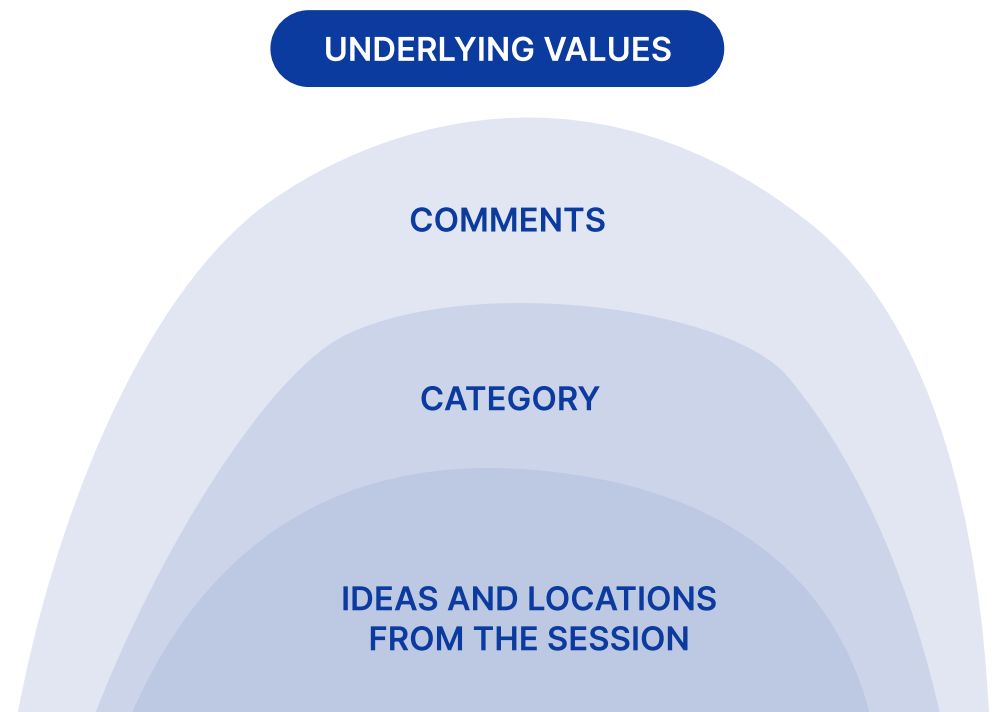 UNDERLYING VALUES
COMMENTS
CATEGORY
IDEAS AND LOCATIONS
FROM THE SESSION